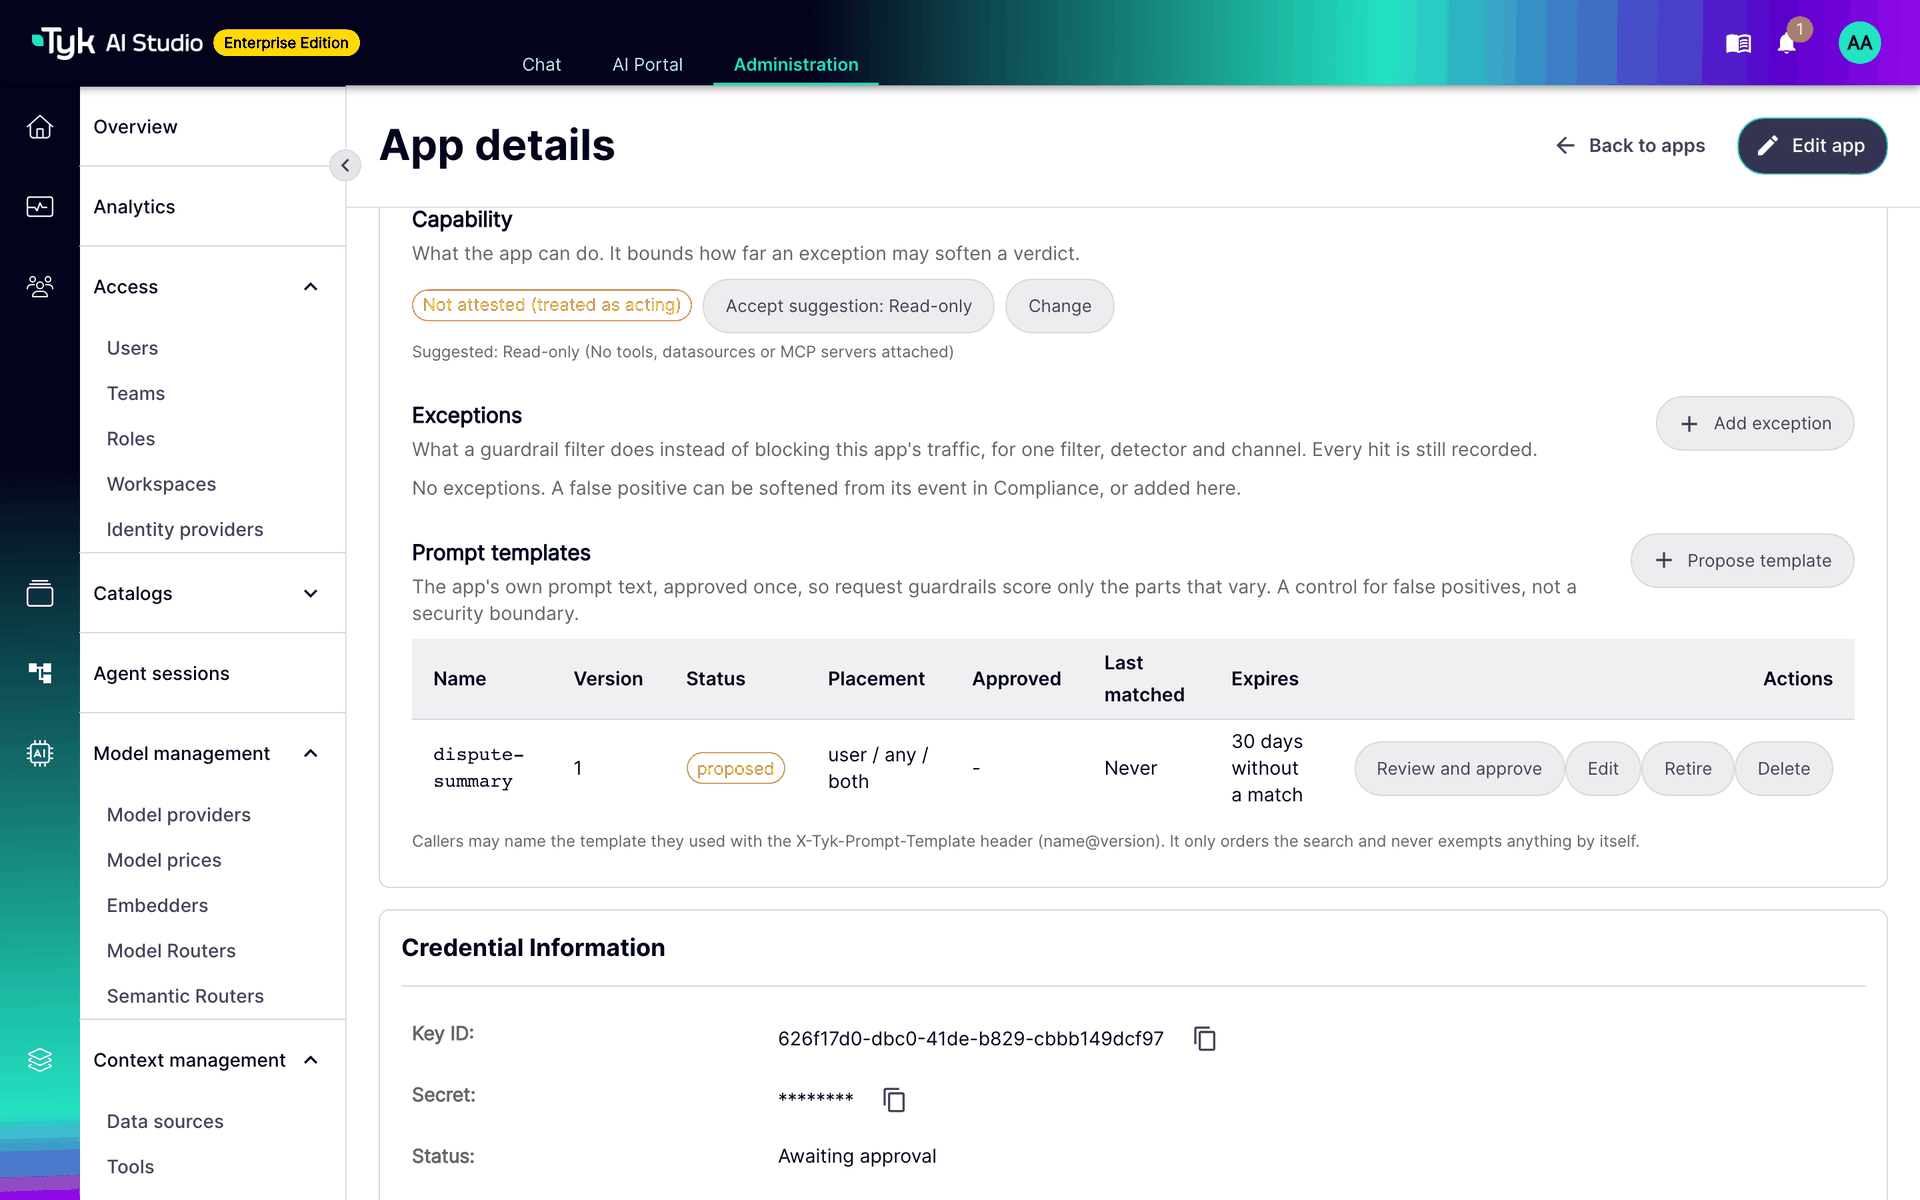 Tyk AI Studio Enterprise Edition
Chat AI Portal Administration
1
AA
Overview
Analytics
Access
Users
Teams
Roles
Workspaces
Identity providers
Catalogs
Agent sessions
Model management
Model providers
Model prices
Embedders
Model Routers
Semantic Routers
Context management
Data sources
Tools
App details
Back to apps
Edit app
Capability
What the app can do. It bounds how far an exception may soften a verdict.
Not attested (treated as acting) Accept suggestion: Read-only Change
Suggested: Read-only (No tools, datasources or MCP servers attached)
Exceptions
Add exception
What a guardrail filter does instead of blocking this app's traffic, for one filter, detector and channel. Every hit is still recorded.
No exceptions. A false positive can be softened from its event in Compliance, or added here.
Prompt templates
Propose template
The app's own prompt text, approved once, so request guardrails score only the parts that vary. A control for false positives, not a
security boundary.
Name Version Status Placement Approved Last matched Expires Actions
dispute-summary 1 proposed user / any / both - Never 30 days without a match Review and approve Edit Retire Delete
Callers may name the template they used with the X-Tyk-Prompt-Template header (name@version). It only orders the search and never exempts anything by itself.
Credential Information
Key ID: 626f17d0-dbc0-41de-b829-cbbb149dcf97
Secret: ********
Status: Awaiting approval